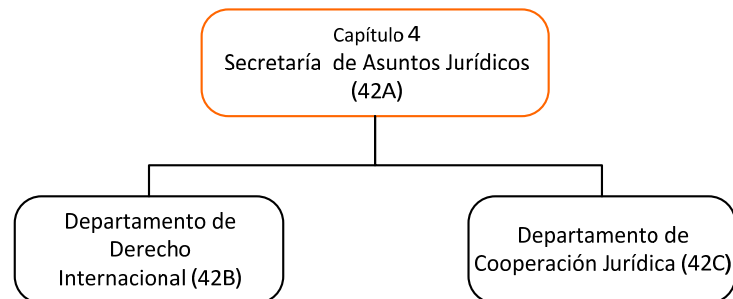 Capítulo 4
Secretaría de Asuntos Jurídicos
(42A)
Departamento de
Derecho
Internacional (42B)
Departamento de
Cooperación Jurídica (42C)